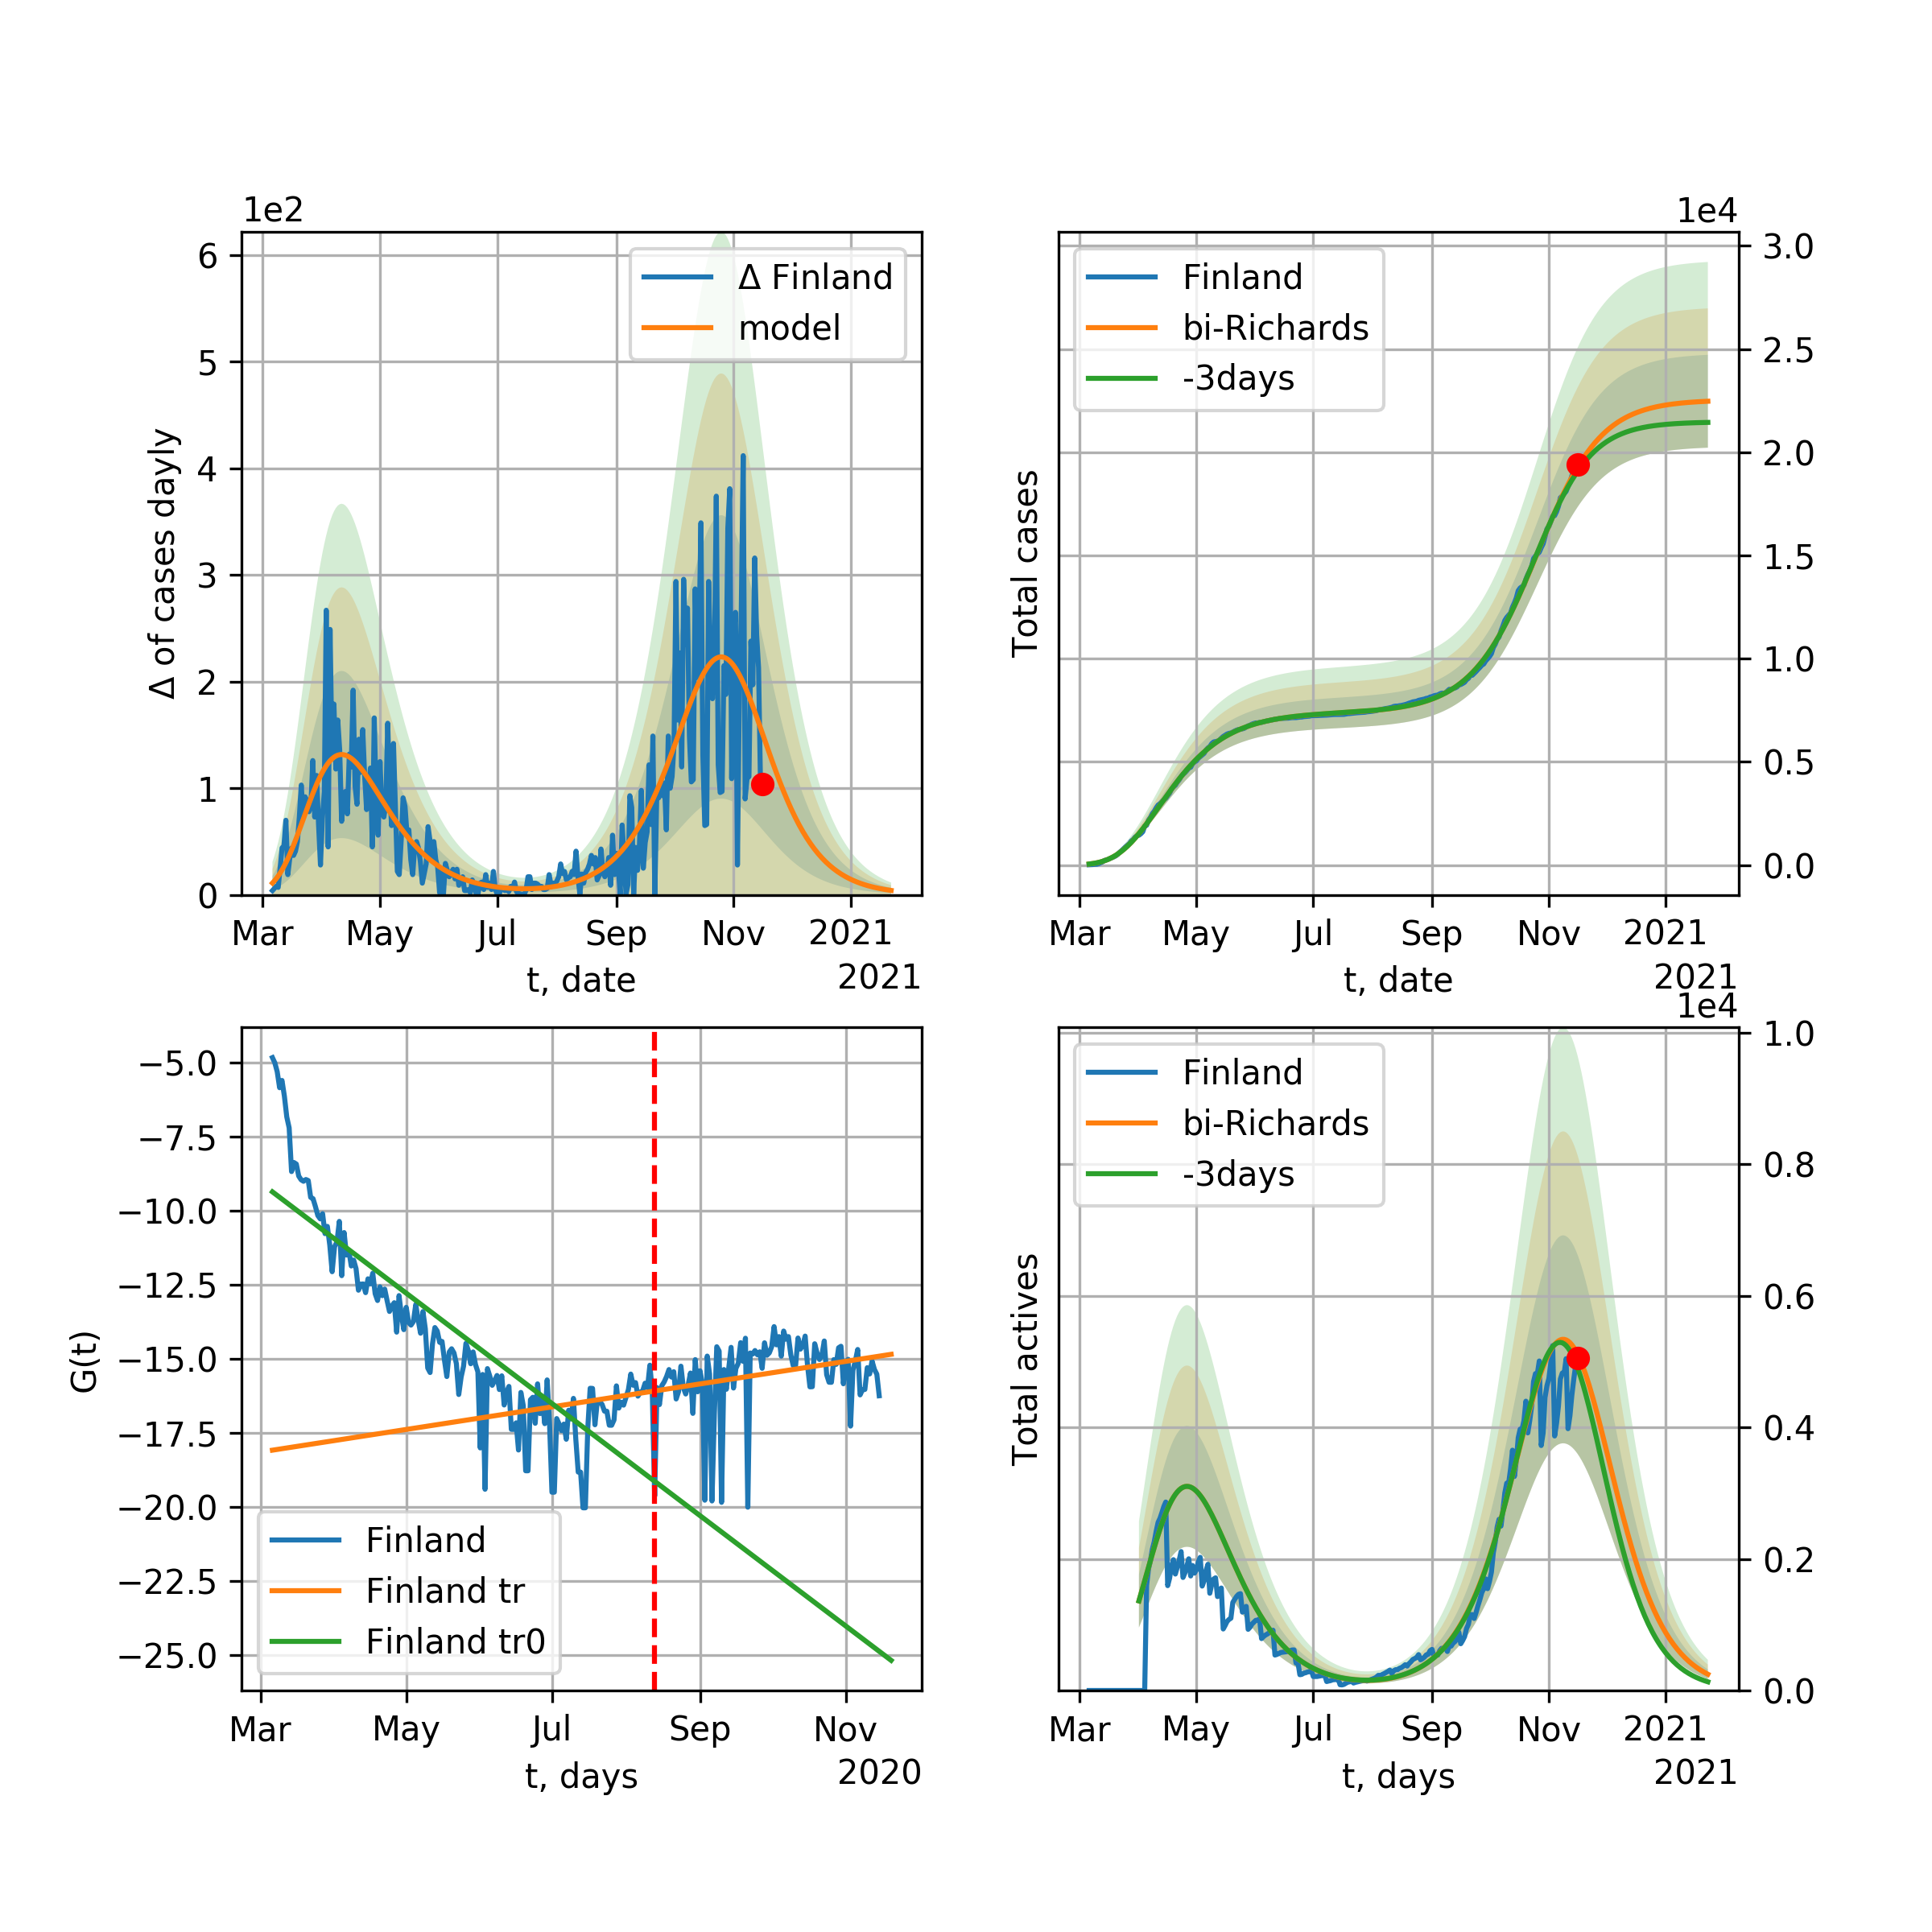 1e2
6
5
4
3
2
1
0
Δ of cases dayly
Δ Finland
model
Mar May Jul Sep Nov 2021
t, date
2021
1e4
3.0
2.5
2.0
1.5
1.0
0.5
0.0
Total cases
Finland
bi-Richards
-3days
Mar May Jul Sep Nov 2021
t, date
2021
−5.0
−7.5
−10.0
−12.5
−15.0
−17.5
−20.0
−22.5
−25.0
G(t)
Finland
Finland tr
Finland tr0
Mar May Jul Sep Nov
t, days
2020
1e4
1.0
0.8
0.6
0.4
0.2
0.0
Total actives
Finland
bi-Richards
-3days
Mar May Jul Sep Nov 2021
t, days
2021